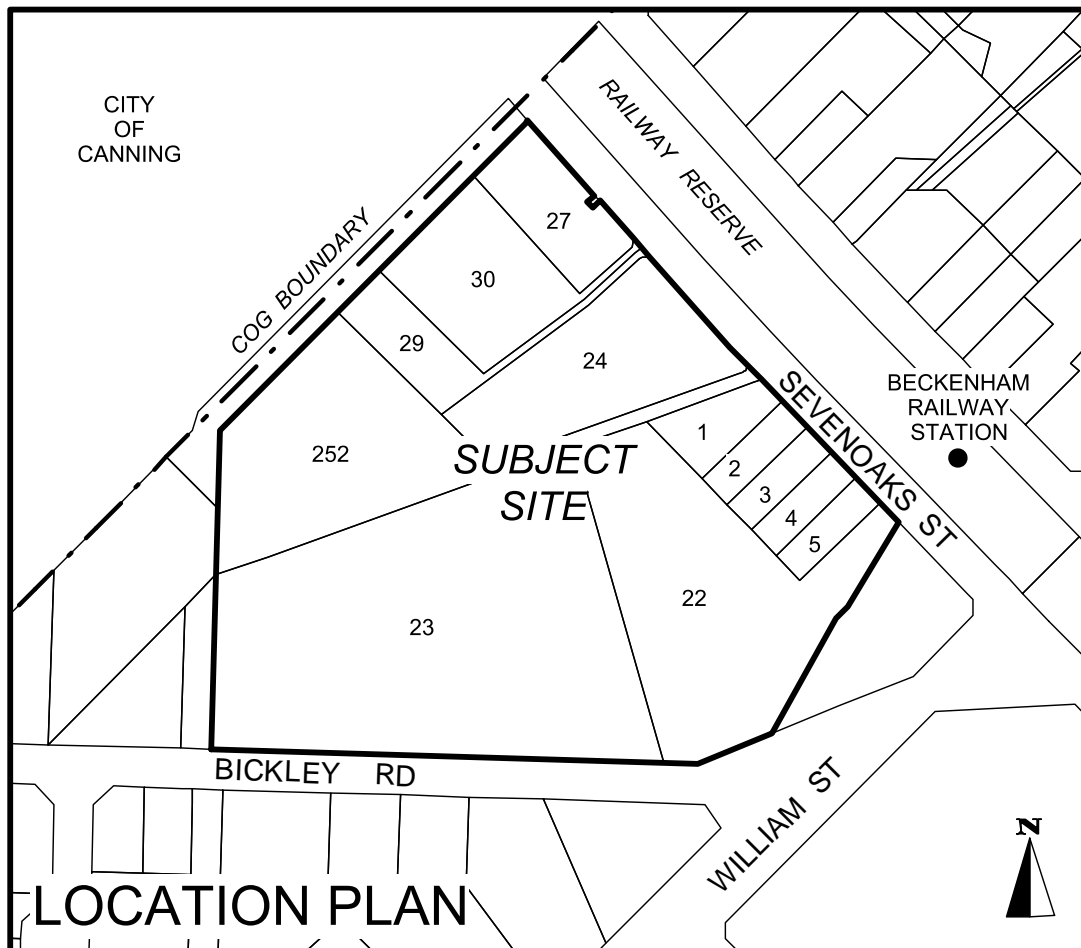 CITY
OF
CANNING
RAILWAY RESERVE
COG BOUNDARY
27
30
29
24
BECKENHAM
RAILWAY
STATION
SEVENOAKS ST
1
2
3
4
5
252
SUBJECT
SITE
22
23
BICKLEY RD
WILLIAM ST
N
LOCATION PLAN